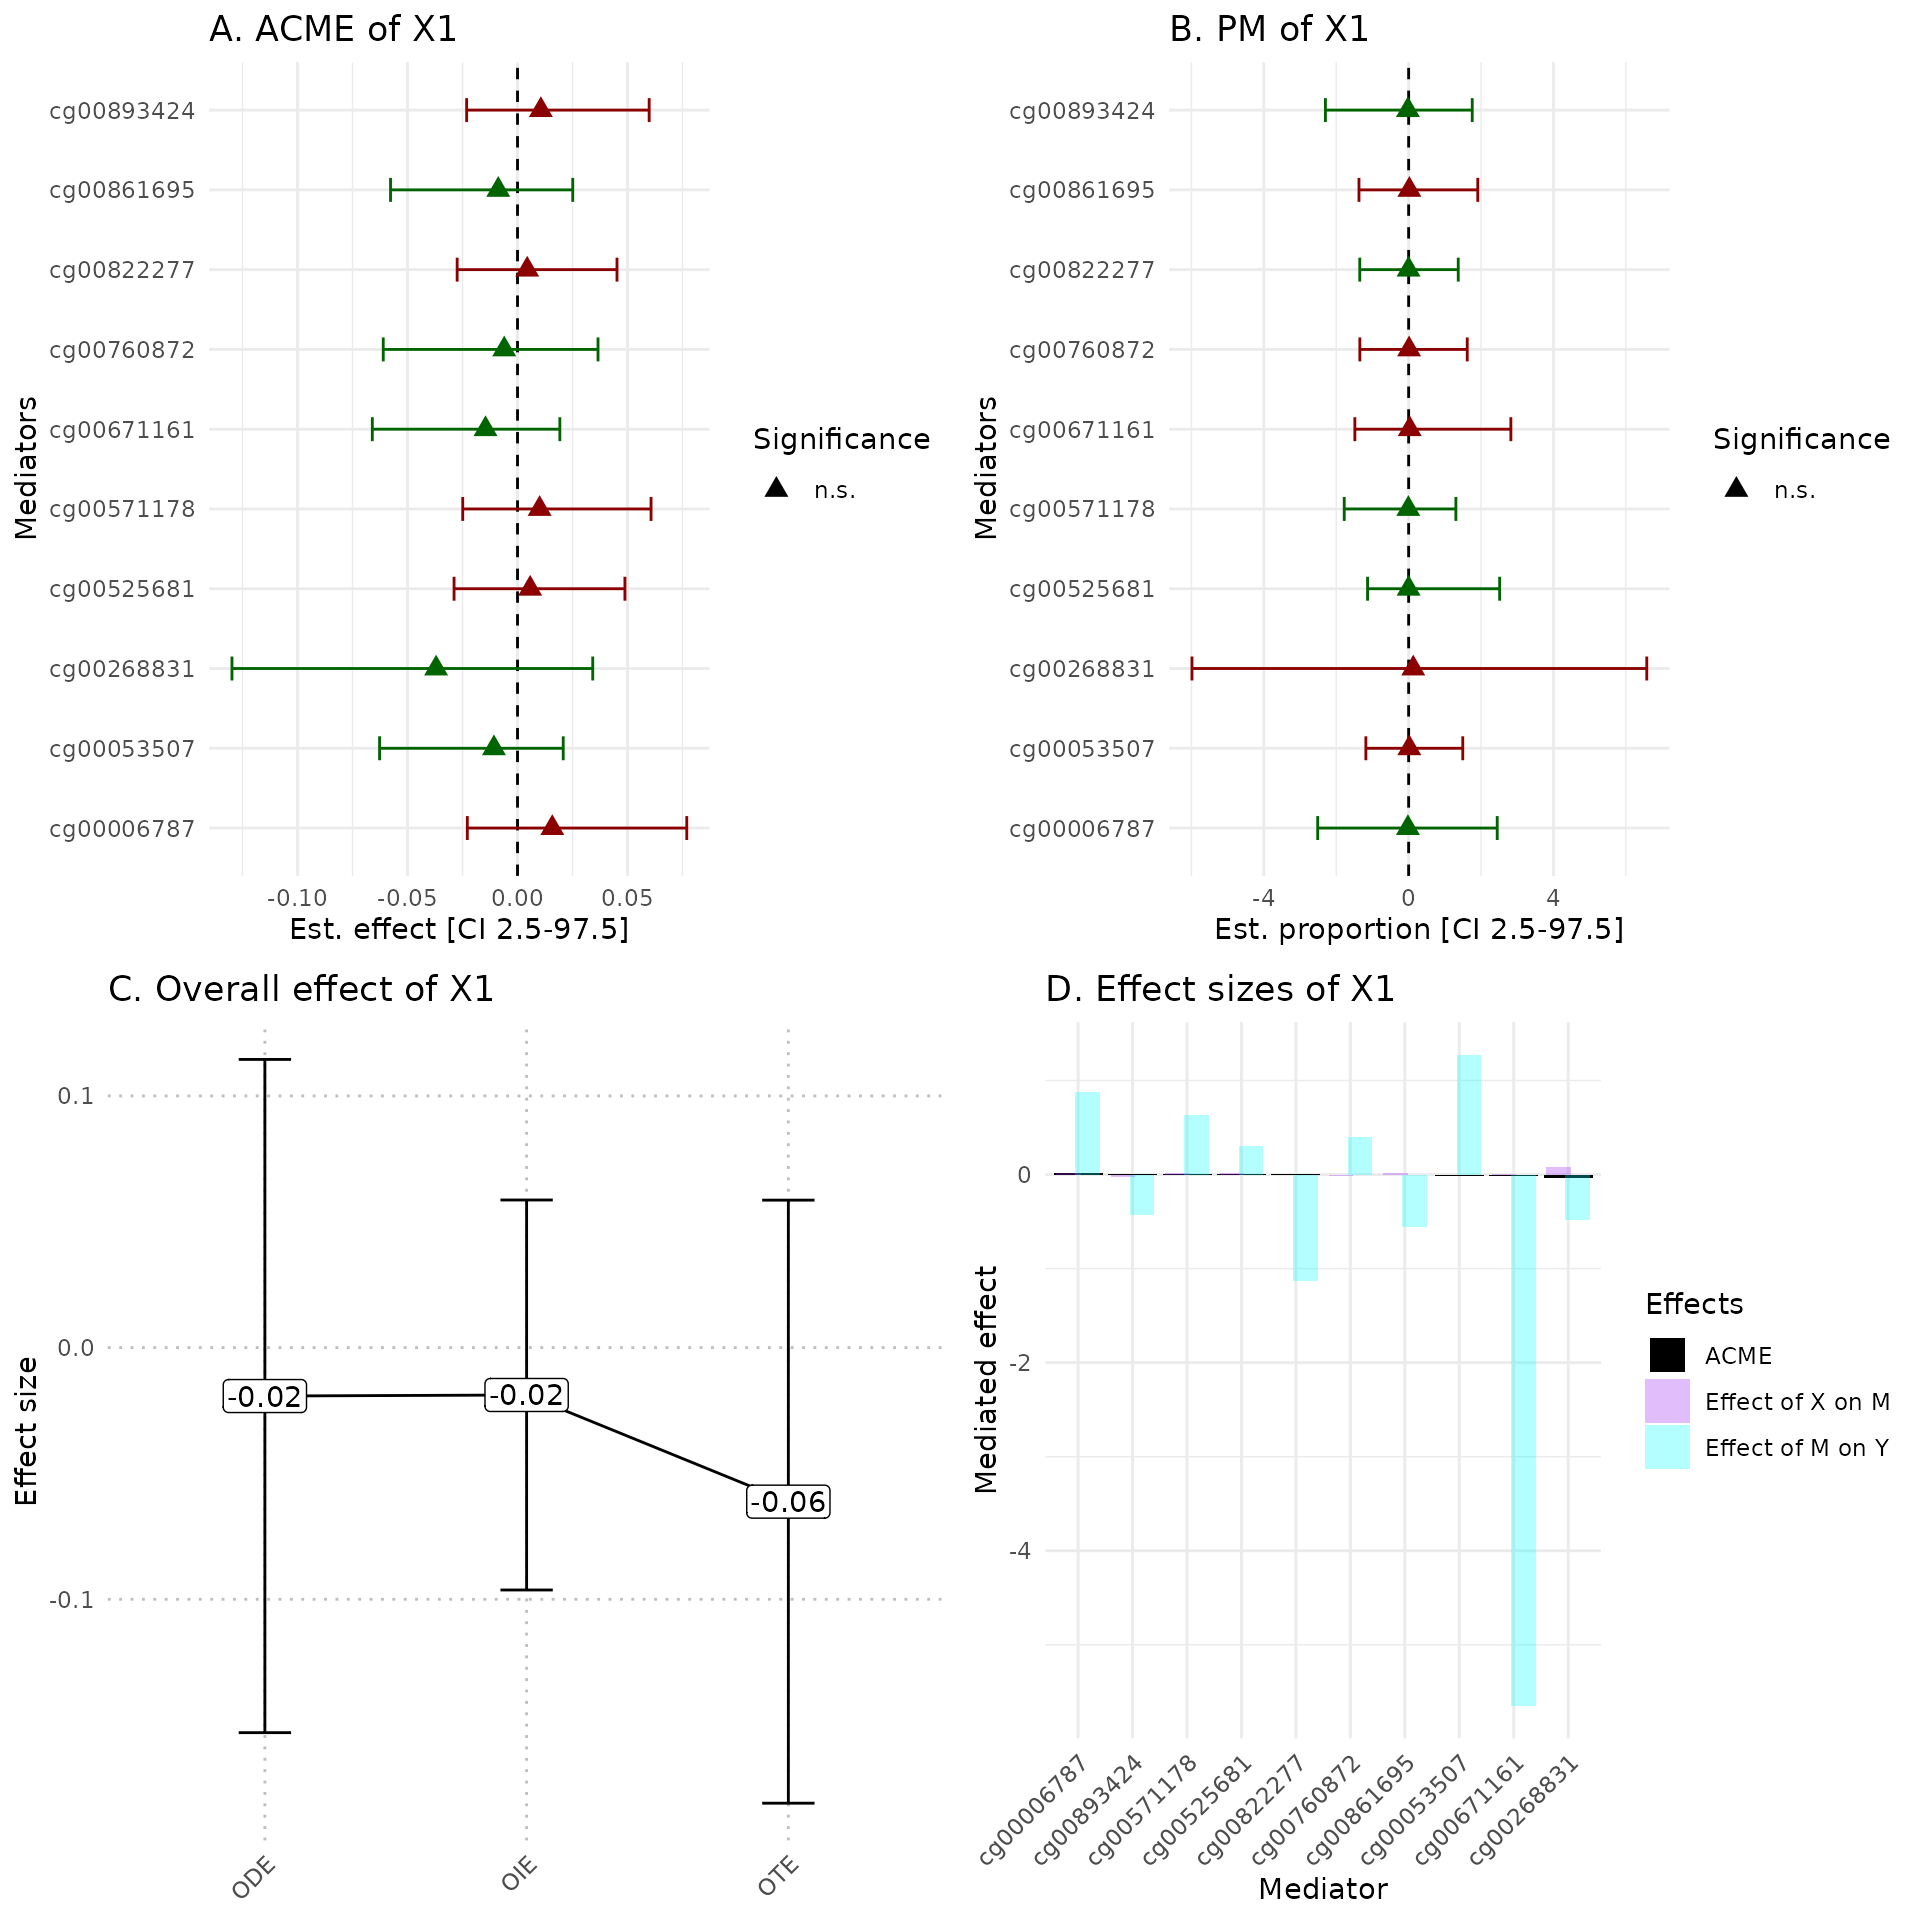 A. ACME of X1
cg00893424
cg00861695
cg00822277
cg00760872
cg00671161
cg00571178
cg00525681
cg00268831
cg00053507
cg00006787
Mediators
-0.10 -0.05 0.00 0.05
Est. effect [CI 2.5-97.5]
Significance
n.s.
B. PM of X1
cg00893424
cg00861695
cg00822277
cg00760872
cg00671161
cg00571178
cg00525681
cg00268831
cg00053507
cg00006787
Mediators
-4 0 4
Est. proportion [CI 2.5-97.5]
Significance
n.s.
C. Overall effect of X1
0.1
0.0
-0.1
Effect size
-0.02
-0.02
-0.06
ODE
OIE
OTE
D. Effect sizes of X1
0
-2
-4
Mediated effect
cg00006787
cg00893424
cg00571178
cg00525681
cg00822277
cg00760872
cg00861695
cg00053507
cg00671161
cg00268831
Mediator
Effects
ACME
Effect of X on M
Effect of M on Y